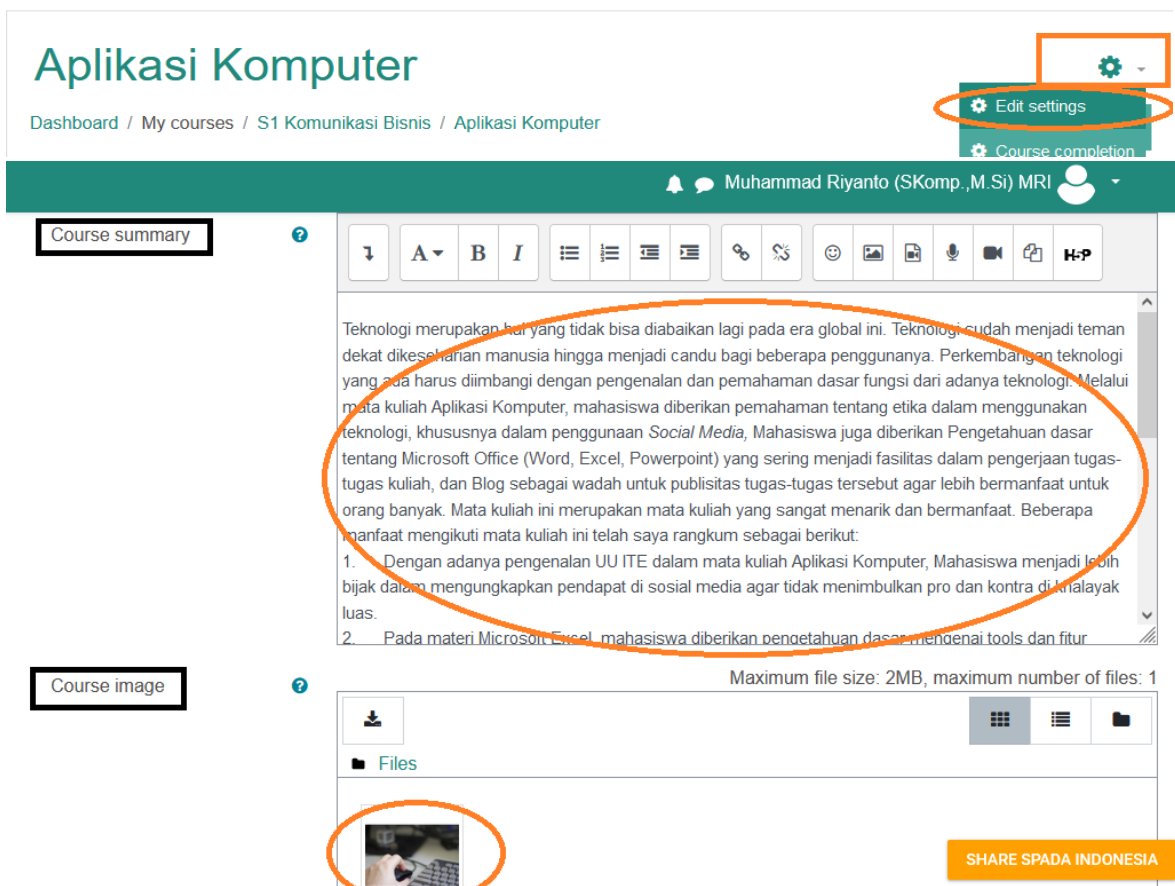 Aplikasi Komputer
Edit settings
Dashboard / My courses / S1 Komunikasi Bisnis / Aplikasi Komputer
Course completion
Muhammad Riyanto (SKomp.,M.Si) MRI
Course summary
A B I H5P
Teknologi merupakan hal yang tidak bisa diabaikan lagi pada era global ini. Teknologi sudah menjadi teman
dekat dikeseharian manusia hingga menjadi candu bagi beberapa penggunanya. Perkembangan teknologi
yang ada harus diimbangi dengan pengenalan dan pemahaman dasar fungsi dari adanya teknologi. Melalui
mata kuliah Aplikasi Komputer, mahasiswa diberikan pemahaman tentang etika dalam menggunakan
teknologi, khususnya dalam penggunaan Social Media, Mahasiswa juga diberikan Pengetahuan dasar
tentang Microsoft Office (Word, Excel, Powerpoint) yang sering menjadi fasilitas dalam pengerjaan tugas-
tugas kuliah, dan Blog sebagai wadah untuk publisitas tugas-tugas tersebut agar lebih bermanfaat untuk
orang banyak. Mata kuliah ini merupakan mata kuliah yang sangat menarik dan bermanfaat. Beberapa
manfaat mengikuti mata kuliah ini telah saya rangkum sebagai berikut:
1. Dengan adanya pengenalan UU ITE dalam mata kuliah Aplikasi Komputer, Mahasiswa menjadi lebih
bijak dalam mengungkapkan pendapat di sosial media agar tidak menimbulkan pro dan kontra di khalayak
luas.
2. Pada materi Microsoft Excel, mahasiswa diberikan pengetahuan dasar mengenai tools dan fitur
Course image
Maximum file size: 2MB, maximum number of files: 1
Files
SHARE SPADA INDONESIA